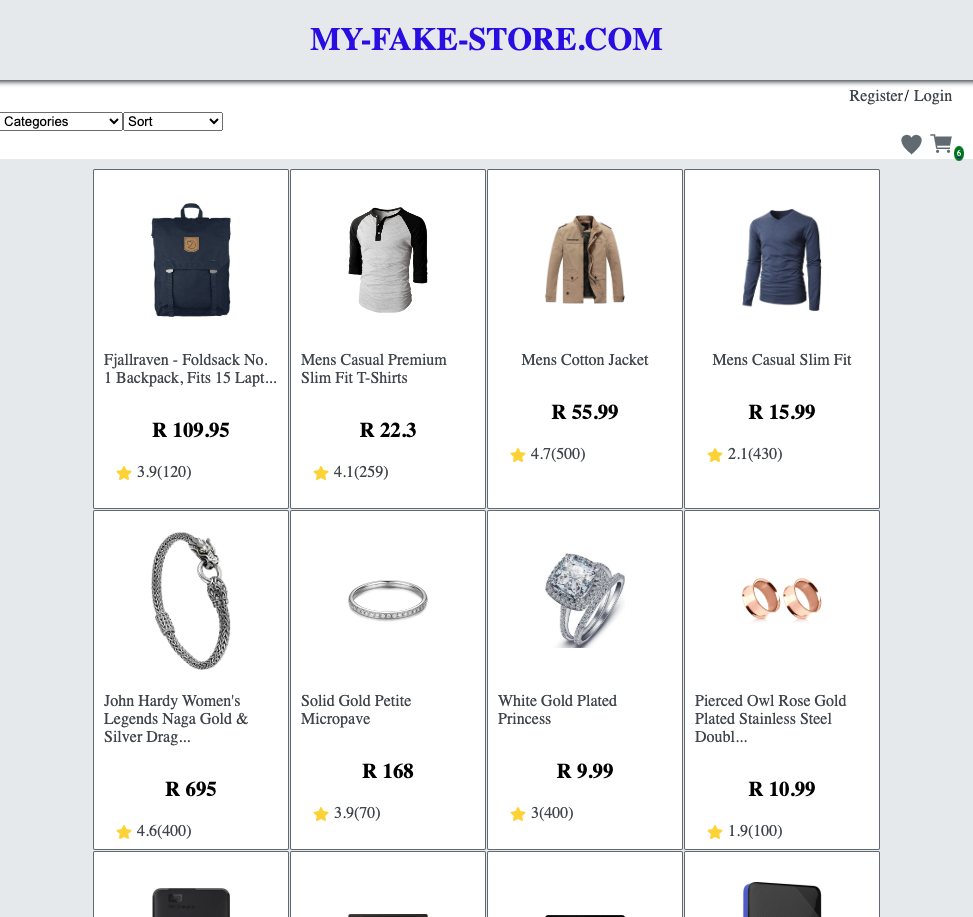 MY-FAKE-STORE.COM
Register/ Login
Categories Sort
6
Fjallraven - Foldsack No.
1 Backpack, Fits 15 Lapt...
R 109.95
3.9(120)
Mens Casual Premium
Slim Fit T-Shirts
R 22.3
4.1(259)
Mens Cotton Jacket
R 55.99
4.7(500)
Mens Casual Slim Fit
R 15.99
2.1(430)
John Hardy Women's
Legends Naga Gold &
Silver Drag...
R 695
4.6(400)
Solid Gold Petite
Micropave
R 168
3.9(70)
White Gold Plated
Princess
R 9.99
3(400)
Pierced Owl Rose Gold
Plated Stainless Steel
Doubl...
R 10.99
1.9(100)